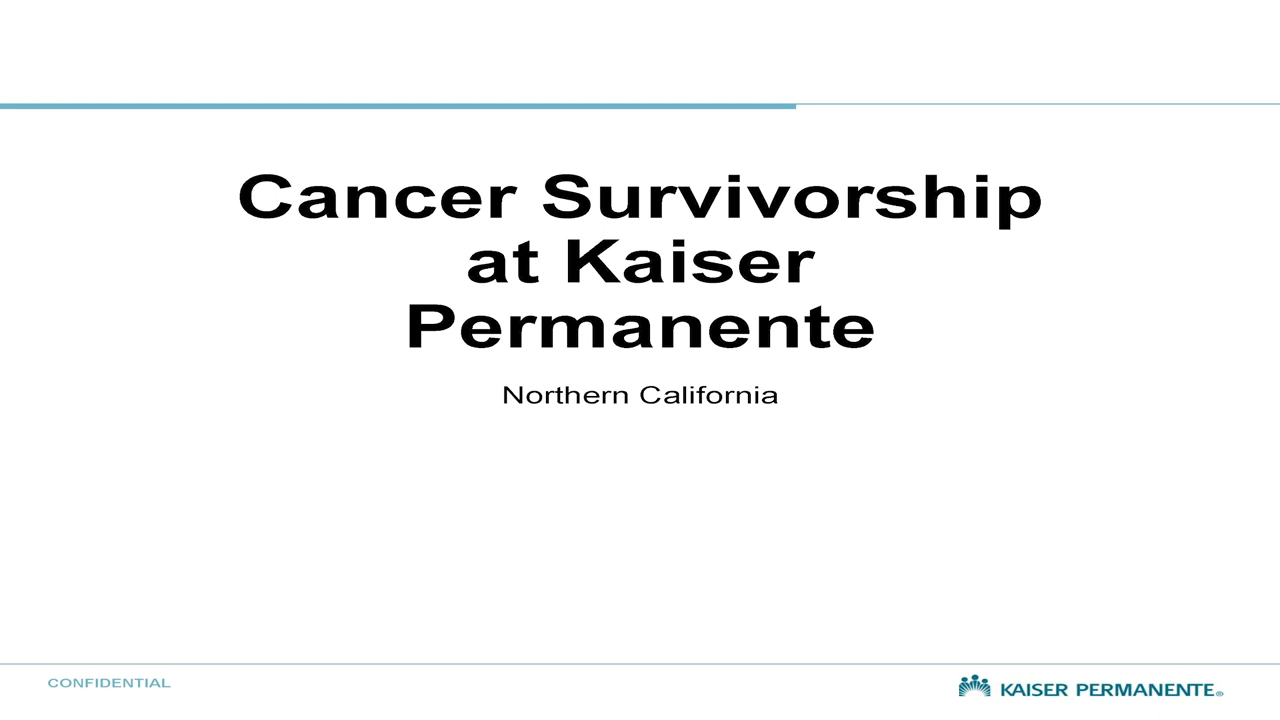 Cancer Survivorship
at Kaiser
Permanente
Northern California
CONFIDENTIAL
KAISER PERMANENTE®